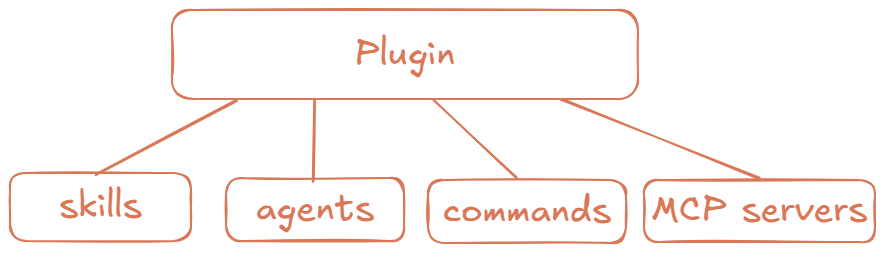 Plugin
skills
agents
commands
MCP servers